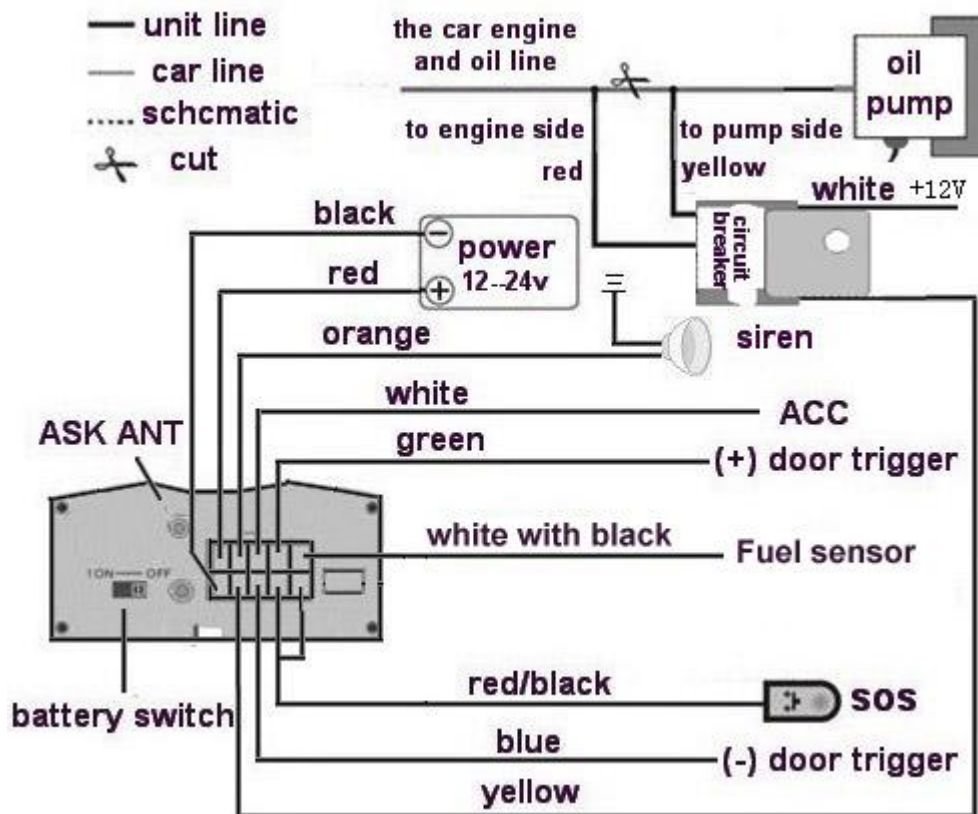 unit line
car line
schcmatic
cut
the car engine
and oil line
oil
pump
to engine side
red
to pump side
yellow
white +12V
circuit
breaker
black
power
12--24v
red
orange
siren
white
ACC
ASK ANT
green
(+) door trigger
white with black
Fuel sensor
ON OFF
red/black
sos
battery switch
blue
(-) door trigger
yellow